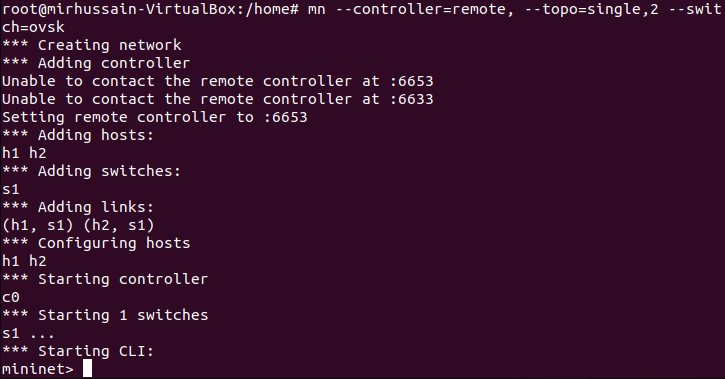 root@mirhussain-VirtualBox:/home# mn --controller=remote, --topo=single,2 --swit
ch=ovsk
*** Creating network
*** Adding controller
Unable to contact the remote controller at :6653
Unable to contact the remote controller at :6633
Setting remote controller to :6653
*** Adding hosts:
h1 h2
*** Adding switches:
s1
*** Adding links:
(h1, s1) (h2, s1)
*** Configuring hosts
h1 h2
*** Starting controller
c0
*** Starting 1 switches
s1 ...
*** Starting CLI:
mininet>